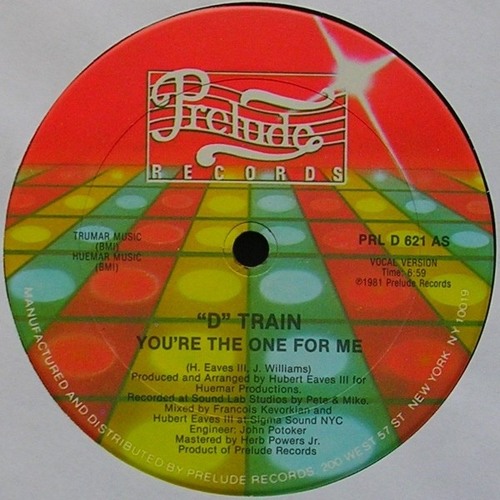 Prelude
RECORDS
TRUMAR MUSIC
(BMI)
HUEMAR MUSIC
(BMI)
PRL D 621 AS
VOCAL VERSION
Time: 6:59
℗1981 Prelude Records
"D" TRAIN
YOU'RE THE ONE FOR ME
(H. Eaves III, J. Williams)
Produced and Arranged by Hubert Eaves III for
Huemar Productions.
Recorded at Sound Lab Studios by Pete & Mike.
Mixed by Francois Kevorkian and
Hubert Eaves III at Sigma Sound NYC
Engineer: John Potoker
Mastered by Herb Powers Jr.
Product of Prelude Records
MANUFACTURED AND DISTRIBUTED BY PRELUDE RECORDS 200 WEST 57 ST. NEW YORK, NY 10019